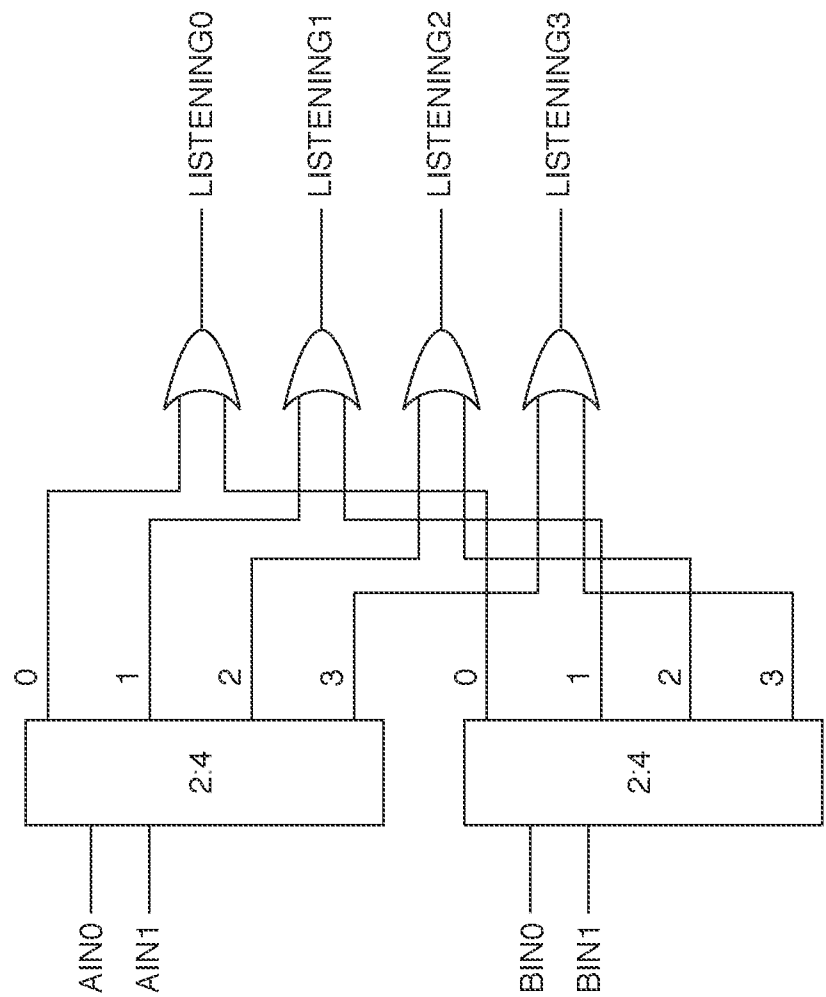 LISTENING0
LISTENING1
LISTENING2
LISTENING3
0
1
2
3
0
1
2
3
2:4
2:4
AIN0
AIN1
BIN0
BIN1